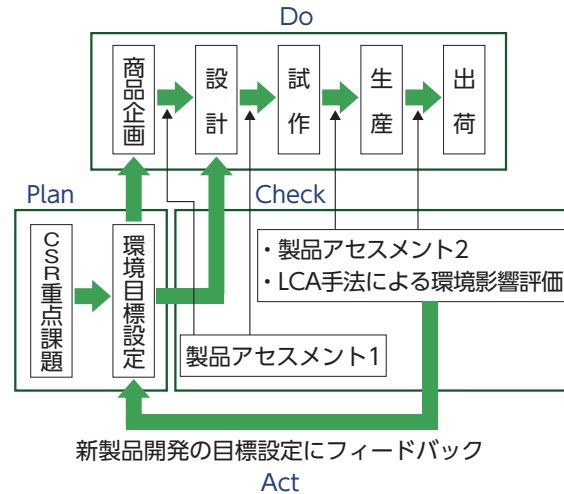 Do
商品企画
設計
試作
生産
出荷
Plan
Check
CSR重点課題
環境目標設定
・製品アセスメント2
・LCA手法による環境影響評価
製品アセスメント1
新製品開発の目標設定にフィードバック
Act